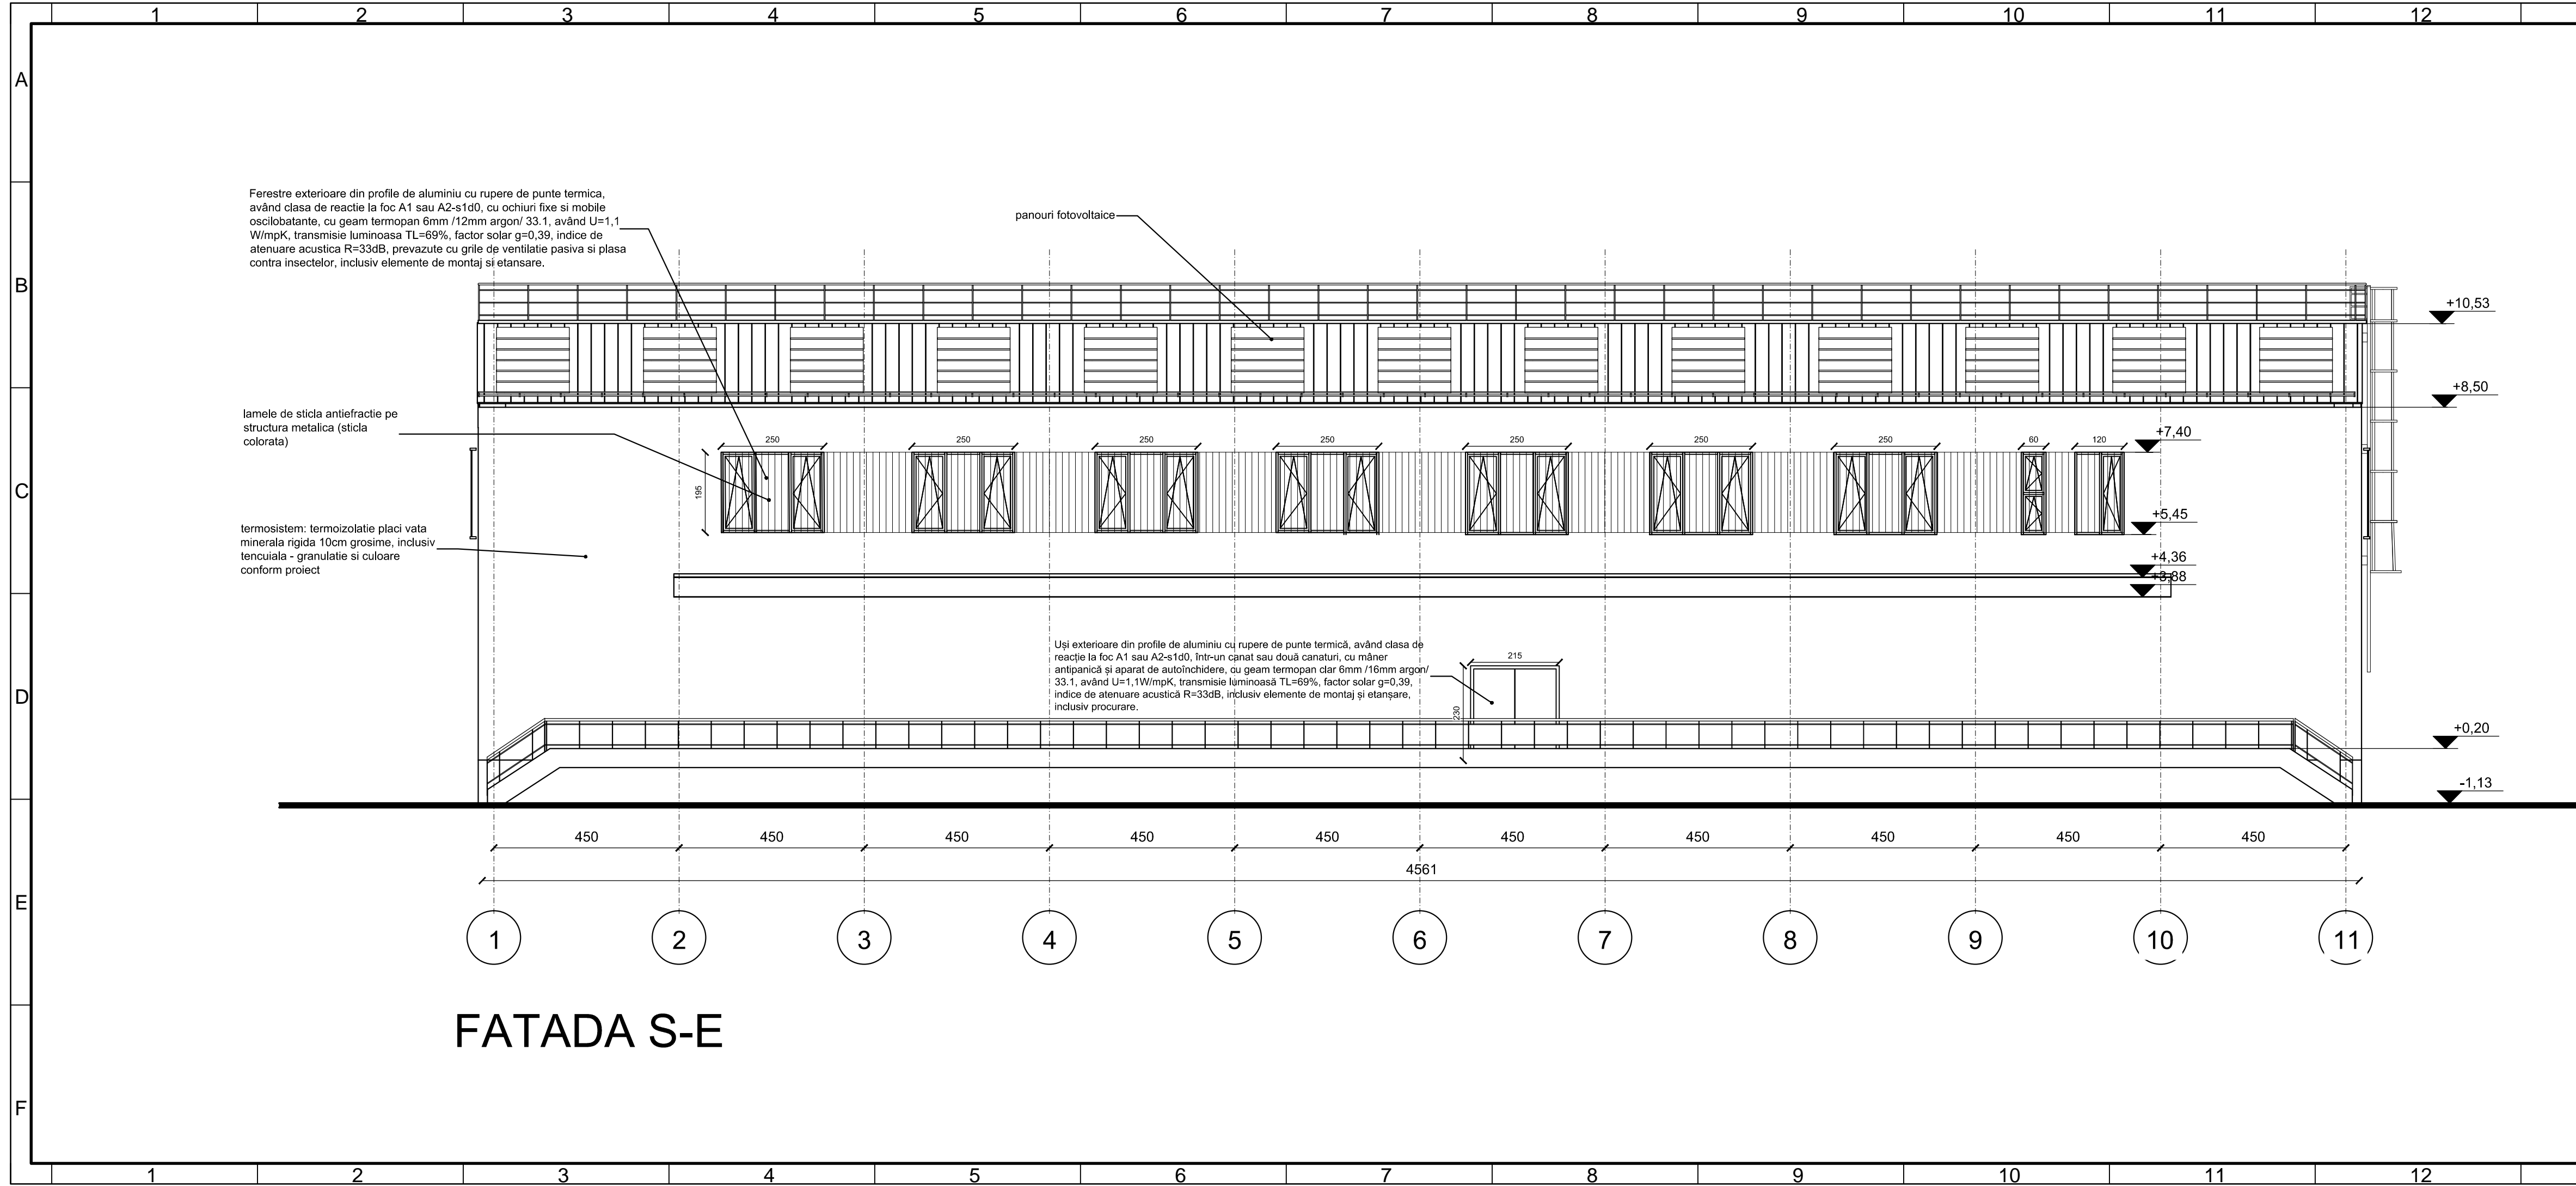 1 2 3 4 5 6 7 8 9 10 11 12
A
B
C
D
E
F
Ferestre exterioare din profile de aluminiu cu rupere de punte termica,
având clasa de reactie la foc A1 sau A2-s1d0, cu ochiuri fixe si mobile
oscilobatante, cu geam termopan 6mm /12mm argon/ 33.1, având U=1,1
W/mpK, transmisie luminoasa TL=69%, factor solar g=0,39, indice de
atenuare acustica R=33dB, prevazute cu grile de ventilatie pasiva si plasa
contra insectelor, inclusiv elemente de montaj si etansare.
panouri fotovoltaice
+10,53
+8,50
lamele de sticla antiefractie pe
structura metalica (sticla
colorata)
250 250 250 250 250 250 250 60 120
+7,40
195
+5,45
termosistem: termoizolatie placi vata
minerala rigida 10cm grosime, inclusiv
tencuiala - granulatie si culoare
conform proiect
+4,36
+3,88
Uși exterioare din profile de aluminiu cu rupere de punte termică, având clasa de
reacție la foc A1 sau A2-s1d0, într-un canat sau două canaturi, cu mâner
antipanică și aparat de autoînchidere, cu geam termopan clar 6mm /16mm argon/
33.1, având U=1,1W/mpK, transmisie luminoasă TL=69%, factor solar g=0,39,
indice de atenuare acustică R=33dB, inclusiv elemente de montaj și etanșare,
inclusiv procurare.
215
230
+0,20
-1,13
450 450 450 450 450 450 450 450 450 450
4561
1 2 3 4 5 6 7 8 9 10 11
FATADA S-E
1 2 3 4 5 6 7 8 9 10 11 12